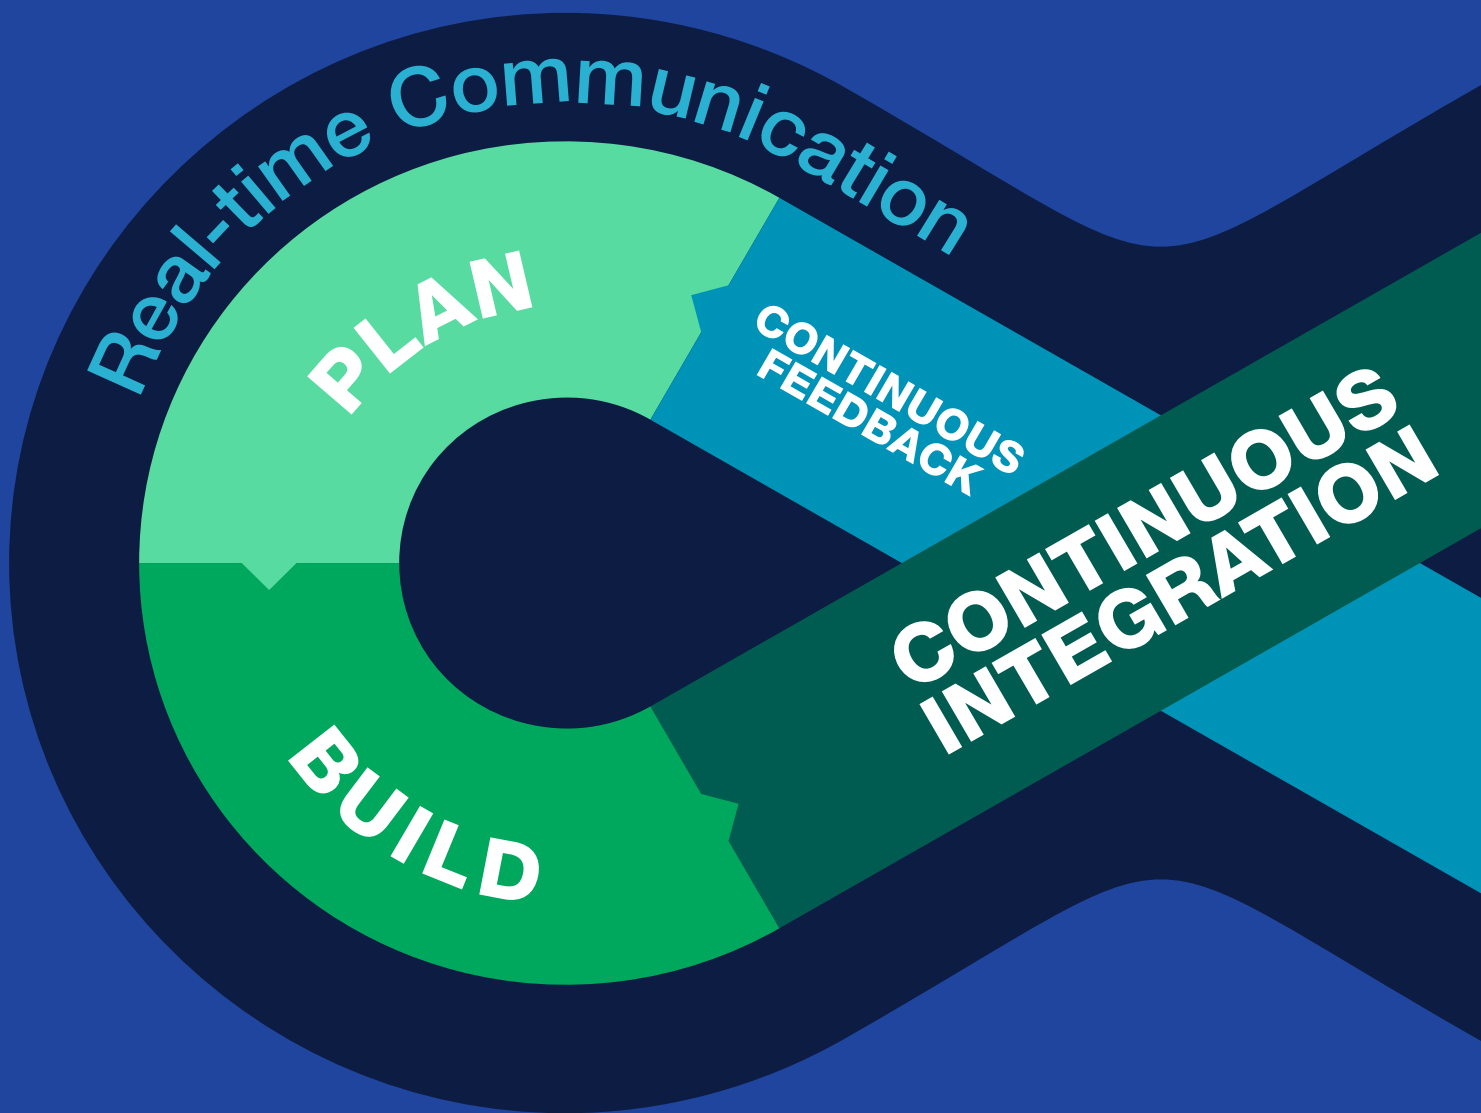 Real-time Communication
PLAN
CONTINUOUS
FEEDBACK
CONTINUOUS
INTEGRATION
BUILD